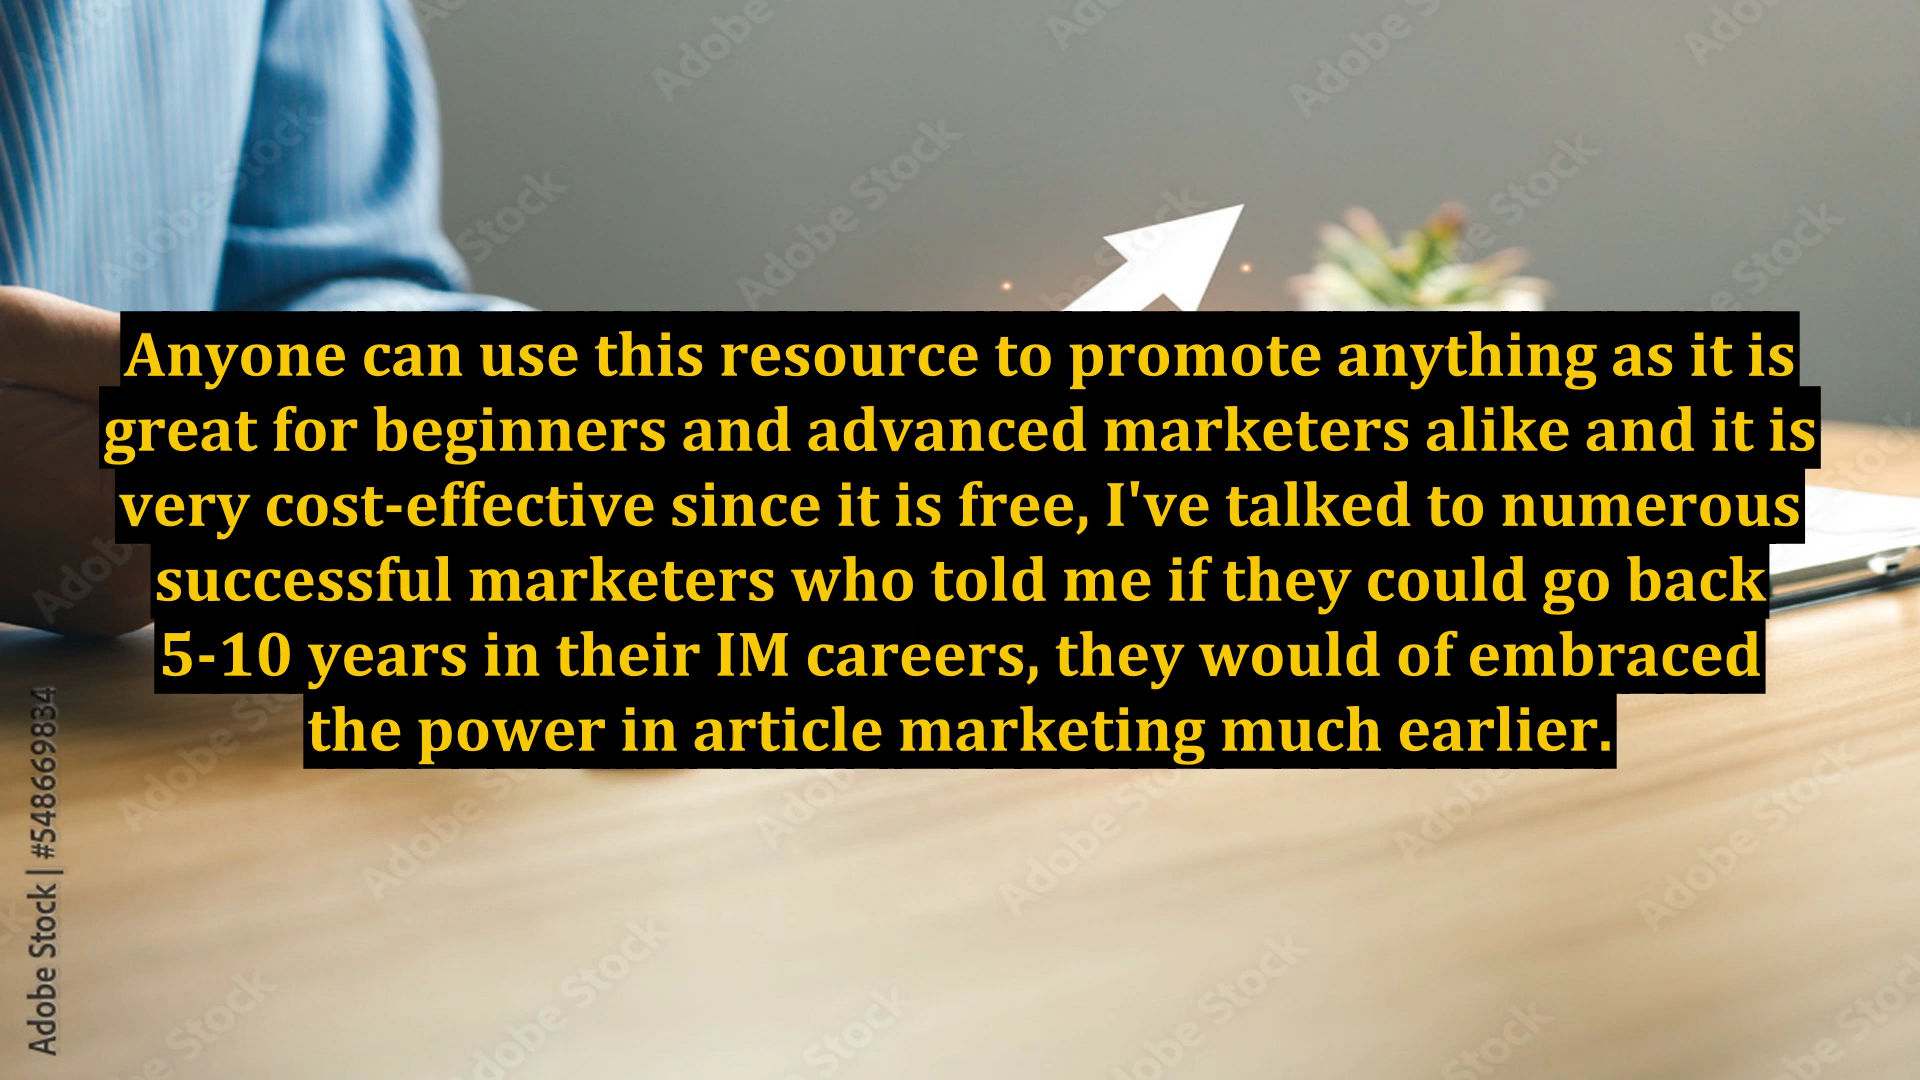 Anyone can use this resource to promote anything as it is
great for beginners and advanced marketers alike and it is
very cost-effective since it is free, I've talked to numerous
successful marketers who told me if they could go back
5-10 years in their IM careers, they would of embraced
the power in article marketing much earlier.
Adobe Stock | #548669834
Adobe Stock